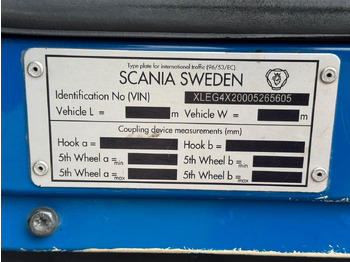 Type plate for international traffic (96/53/EC)
SCANIA SWEDEN
Identification No (VIN) XLEG4X20005265605
Vehicle L = m Vehicle W = m
Coupling device measurements (mm)
Hook a = Hook b =
5th Wheel a = min 5th Wheel b = min
5th Wheel a = max 5th Wheel b = max